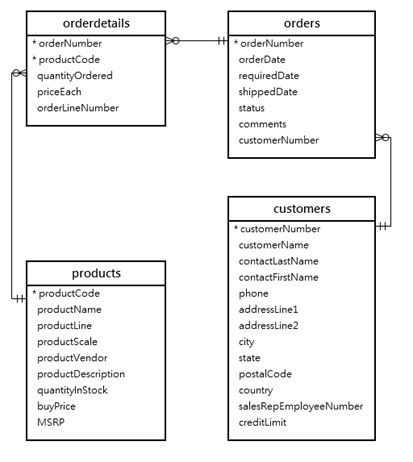 orderdetails
* orderNumber
* productCode
quantityOrdered
priceEach
orderLineNumber
orders
* orderNumber
orderDate
requiredDate
shippedDate
status
comments
customerNumber
products
* productCode
productName
productLine
productScale
productVendor
productDescription
quantityInStock
buyPrice
MSRP
customers
* customerNumber
customerName
contactLastName
contactFirstName
phone
addressLine1
addressLine2
city
state
postalCode
country
salesRepEmployeeNumber
creditLimit